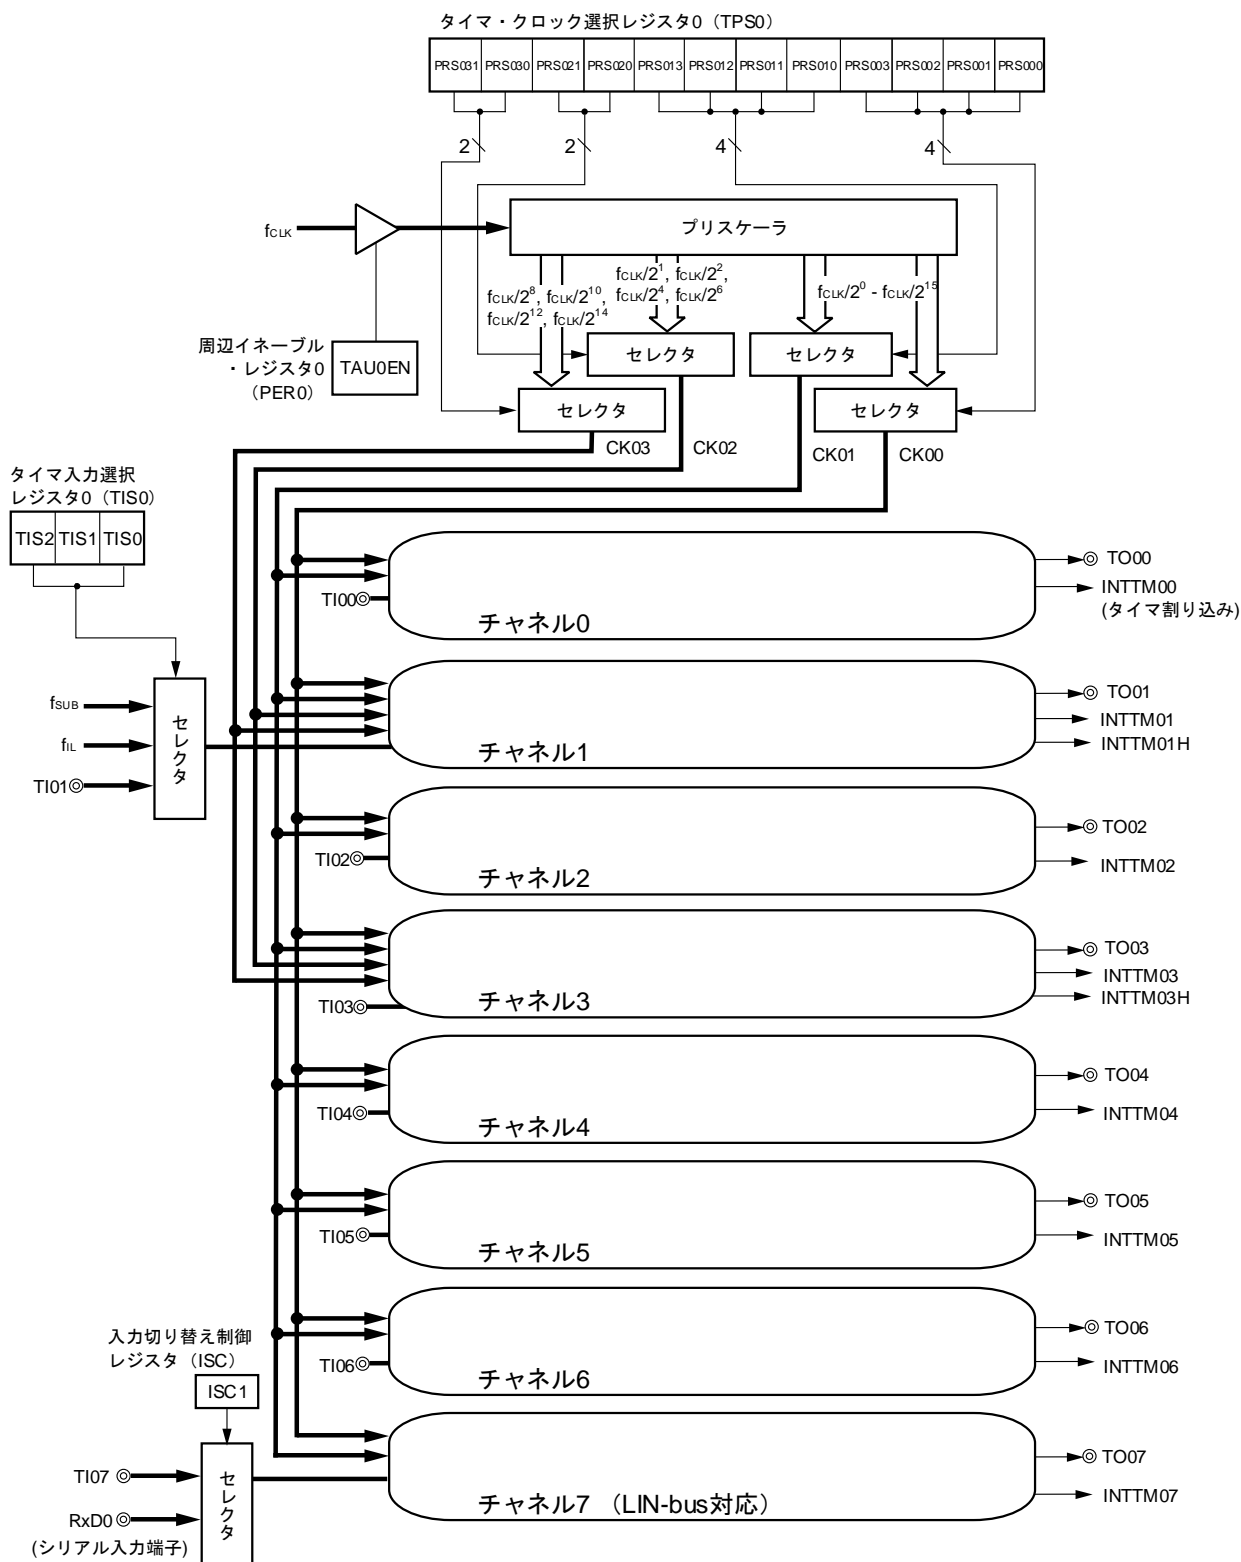 タイマ・クロック選択レジスタ0（TPS0）
PRS031 PRS030 PRS021 PRS020 PRS013 PRS012 PRS011 PRS010 PRS003 PRS002 PRS001 PRS000
2 2 4 4
fCLK
プリスケーラ
fCLK/2^8, fCLK/2^10,
fCLK/2^12, fCLK/2^14
fCLK/2^1, fCLK/2^2,
fCLK/2^4, fCLK/2^6
fCLK/2^0 - fCLK/2^15
周辺イネーブル
・レジスタ0
（PER0）
TAU0EN
セレクタ セレクタ
セレクタ セレクタ
CK03 CK02 CK01 CK00
タイマ入力選択
レジスタ0（TIS0）
TIS2 TIS1 TIS0
TI00
チャネル0
TO00
INTTM00
(タイマ割り込み)
fSUB
fIL
TI01
セレクタ
チャネル1
TO01
INTTM01
INTTM01H
TI02
チャネル2
TO02
INTTM02
TI03
チャネル3
TO03
INTTM03
INTTM03H
TI04
チャネル4
TO04
INTTM04
TI05
チャネル5
TO05
INTTM05
TI06
チャネル6
TO06
INTTM06
入力切り替え制御
レジスタ（ISC）
ISC1
TI07
RxD0
(シリアル入力端子)
セレクタ
チャネル7 （LIN-bus対応）
TO07
INTTM07